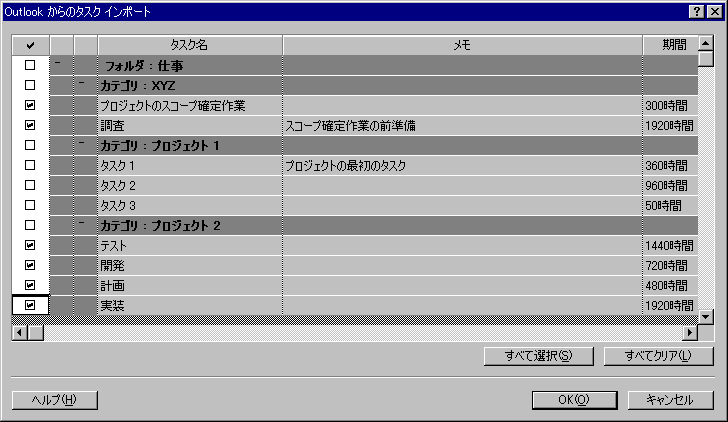 Outlook からのタスク インポート
タスク名 メモ 期間
フォルダ : 仕事
カテゴリ : XYZ
プロジェクトのスコープ確定作業 300時間
調査 スコープ確定作業の前準備 1920時間
カテゴリ : プロジェクト 1
タスク 1 プロジェクトの最初のタスク 360時間
タスク 2 960時間
タスク 3 50時間
カテゴリ : プロジェクト 2
テスト 1440時間
開発 720時間
計画 480時間
実装 1920時間
すべて選択(S) すべてクリア(L)
ヘルプ(H) OK(O) キャンセル